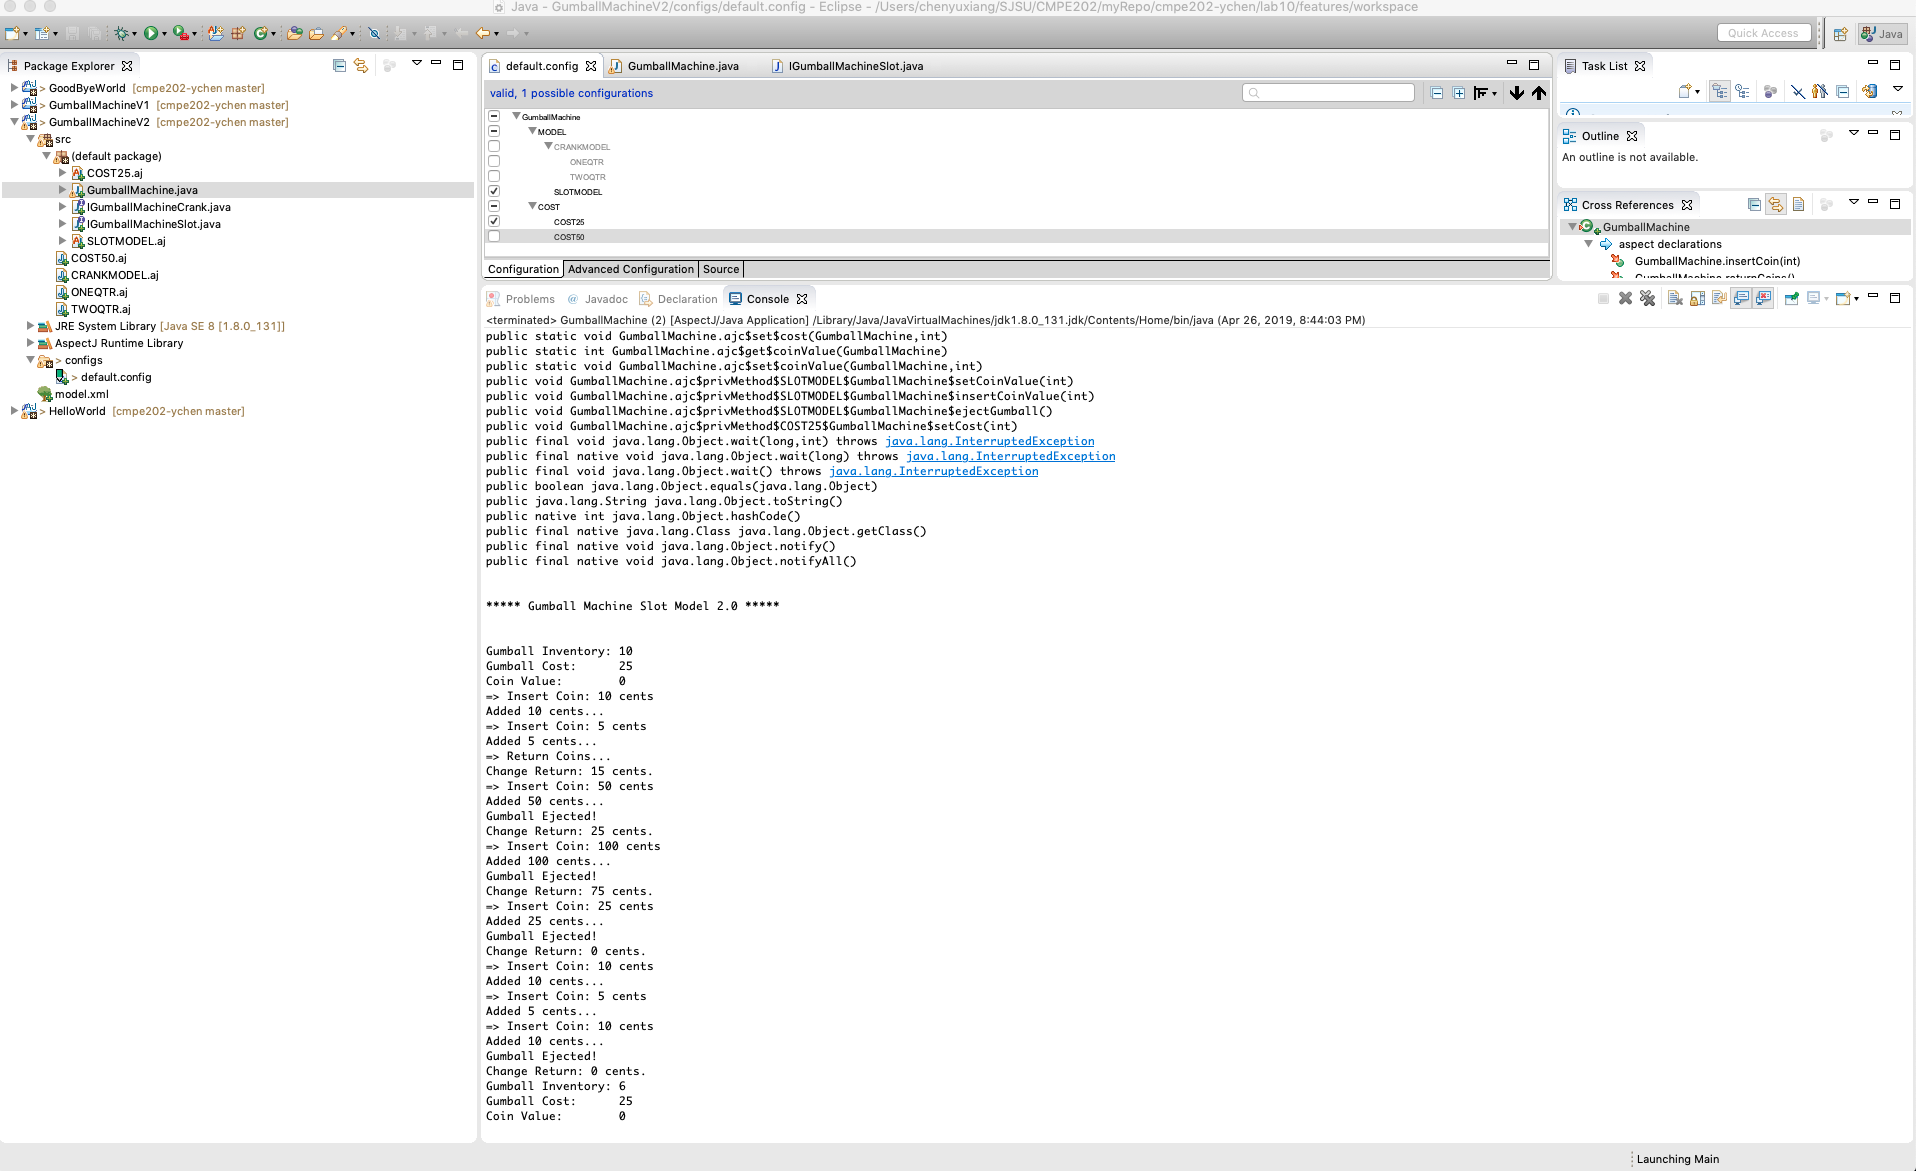 Java - GumballMachineV2/configs/default.config - Eclipse - /Users/chenyuxiang/SJSU/CMPE202/myRepo/cmpe202-ychen/lab10/features/workspace
Quick Access
Java
Package Explorer
> GoodByeWorld [cmpe202-ychen master]
> GumballMachineV1 [cmpe202-ychen master]
> GumballMachineV2 [cmpe202-ychen master]
> src
(default package)
COST25.aj
GumballMachine.java
IGumballMachineCrank.java
IGumballMachineSlot.java
SLOTMODEL.aj
COST50.aj
CRANKMODEL.aj
ONEQTR.aj
TWOQTR.aj
JRE System Library [Java SE 8 [1.8.0_131]]
AspectJ Runtime Library
> configs
> default.config
model.xml
> HelloWorld [cmpe202-ychen master]
default.config
GumballMachine.java
IGumballMachineSlot.java
valid, 1 possible configurations
GumballMachine
MODEL
CRANKMODEL
ONEQTR
TWOQTR
SLOTMODEL
COST
COST25
COST50
Configuration
Advanced Configuration
Source
Task List
Outline
An outline is not available.
Cross References
GumballMachine
aspect declarations
GumballMachine.insertCoin(int)
GumballMachine.returnCoins()
Problems
Javadoc
Declaration
Console
<terminated> GumballMachine (2) [AspectJ/Java Application] /Library/Java/JavaVirtualMachines/jdk1.8.0_131.jdk/Contents/Home/bin/java (Apr 26, 2019, 8:44:03 PM)
public static void GumballMachine.ajc$set$cost(GumballMachine,int)
public static int GumballMachine.ajc$get$coinValue(GumballMachine)
public static void GumballMachine.ajc$set$coinValue(GumballMachine,int)
public void GumballMachine.ajc$privMethod$SLOTMODEL$GumballMachine$setCoinValue(int)
public void GumballMachine.ajc$privMethod$SLOTMODEL$GumballMachine$insertCoinValue(int)
public void GumballMachine.ajc$privMethod$SLOTMODEL$GumballMachine$ejectGumball()
public void GumballMachine.ajc$privMethod$COST25$GumballMachine$setCost(int)
public final void java.lang.Object.wait(long,int) throws java.lang.InterruptedException
public final native void java.lang.Object.wait(long) throws java.lang.InterruptedException
public final void java.lang.Object.wait() throws java.lang.InterruptedException
public boolean java.lang.Object.equals(java.lang.Object)
public java.lang.String java.lang.Object.toString()
public native int java.lang.Object.hashCode()
public final native java.lang.Class java.lang.Object.getClass()
public final native void java.lang.Object.notify()
public final native void java.lang.Object.notifyAll()
***** Gumball Machine Slot Model 2.0 *****
Gumball Inventory: 10
Gumball Cost: 25
Coin Value: 0
=> Insert Coin: 10 cents
Added 10 cents...
=> Insert Coin: 5 cents
Added 5 cents...
=> Return Coins...
Change Return: 15 cents.
=> Insert Coin: 50 cents
Added 50 cents...
Gumball Ejected!
Change Return: 25 cents.
=> Insert Coin: 100 cents
Added 100 cents...
Gumball Ejected!
Change Return: 75 cents.
=> Insert Coin: 25 cents
Added 25 cents...
Gumball Ejected!
Change Return: 0 cents.
=> Insert Coin: 10 cents
Added 10 cents...
=> Insert Coin: 5 cents
Added 5 cents...
=> Insert Coin: 10 cents
Added 10 cents...
Gumball Ejected!
Change Return: 0 cents.
Gumball Inventory: 6
Gumball Cost: 25
Coin Value: 0
Launching Main